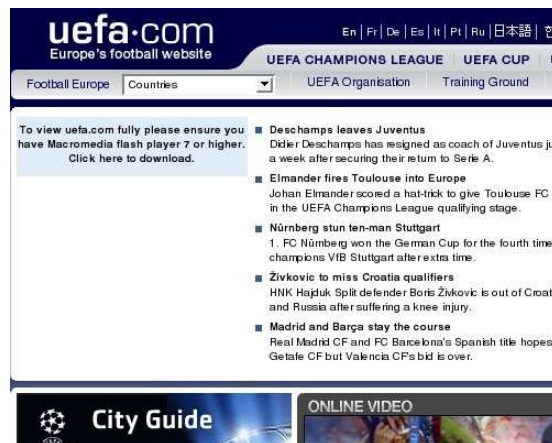 uefa.com
Europe's football website
En | Fr | De | Es | It | Pt | Ru | 日本語 | 한
UEFA CHAMPIONS LEAGUE UEFA CUP
Football Europe Countries UEFA Organisation Training Ground
To view uefa.com fully please ensure you
have Macromedia flash player 7 or higher.
Click here to download.
Deschamps leaves Juventus
Didier Deschamps has resigned as coach of Juventus ju
a week after securing their return to Serie A.
Elmander fires Toulouse into Europe
Johan Elmander scored a hat-trick to give Toulouse FC
in the UEFA Champions League qualifying stage.
Nürnberg stun ten-man Stuttgart
1. FC Nürnberg won the German Cup for the fourth time
champions VfB Stuttgart after extra time.
Živkovic to miss Croatia qualifiers
HNK Hajduk Split defender Boris Živkovic is out of Croat
and Russia after suffering a knee injury.
Madrid and Barça stay the course
Real Madrid CF and FC Barcelona's Spanish title hopes
Getafe CF but Valencia CF's bid is over.
City Guide
ONLINE VIDEO